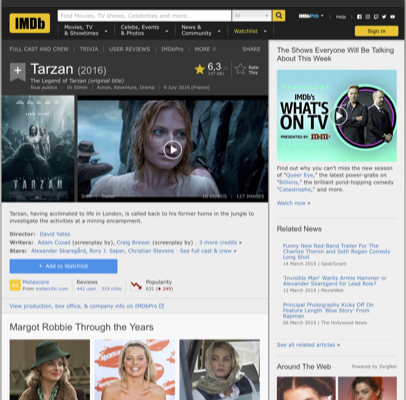 IMDb
Find Movies, TV shows, Celebrities and more...
All
IMDbPro
Help
Movies, TV
& Showtimes
Celebs, Events
& Photos
News &
Community
Watchlist
Sign in
FULL CAST AND CREW
TRIVIA
USER REVIEWS
IMDbPro
MORE
SHARE
Tarzan (2016)
The Legend of Tarzan (original title)
Tous publics | 1h 50min | Action, Adventure, Drama | 6 July 2016 (France)
6,3
Rate
This
TARZAN
Trailer
18 VIDEOS | 127 IMAGES
Tarzan, having acclimated to life in London, is called back to his former home in the jungle to
investigate the activities at a mining encampment.
Director: David Yates
Writers: Adam Cozad (screenplay by), Craig Brewer (screenplay by) | 3 more credits »
Stars: Alexander Skarsgård, Rory J. Saper, Christian Stevens | See full cast & crew »
+ Add to Watchlist
Metascore
From metacritic.com
Reviews
442 user | 319 critic
Popularity
631
View production, box office, & company info on IMDbPro
Margot Robbie Through the Years
The Shows Everyone Will Be Talking
About This Week
IMDb's
WHAT'S
ON TV
PRESENTED BY M&M's
Find out why you can't miss the new season
of "Queer Eye," the latest power-grabs on
"Billions," the brilliant pond-hopping comedy
"Catastrophe," and more.
Watch now »
Related News
Funny New Red-Band Trailer For The
Charlize Theron and Seth Rogen Comedy
Long Shot
14 March 2019 | GeekTyrant
'Invisible Man' Wants Armie Hammer or
Alexander Skarsgard for Lead Role?
12 March 2019 | MovieWeb
Principal Photography Kicks Off On
Feature Length 'Blue Story' From
Rapman
06 March 2019 | The Hollywood News
See all related articles »
Around The Web
Powered by ZergNet